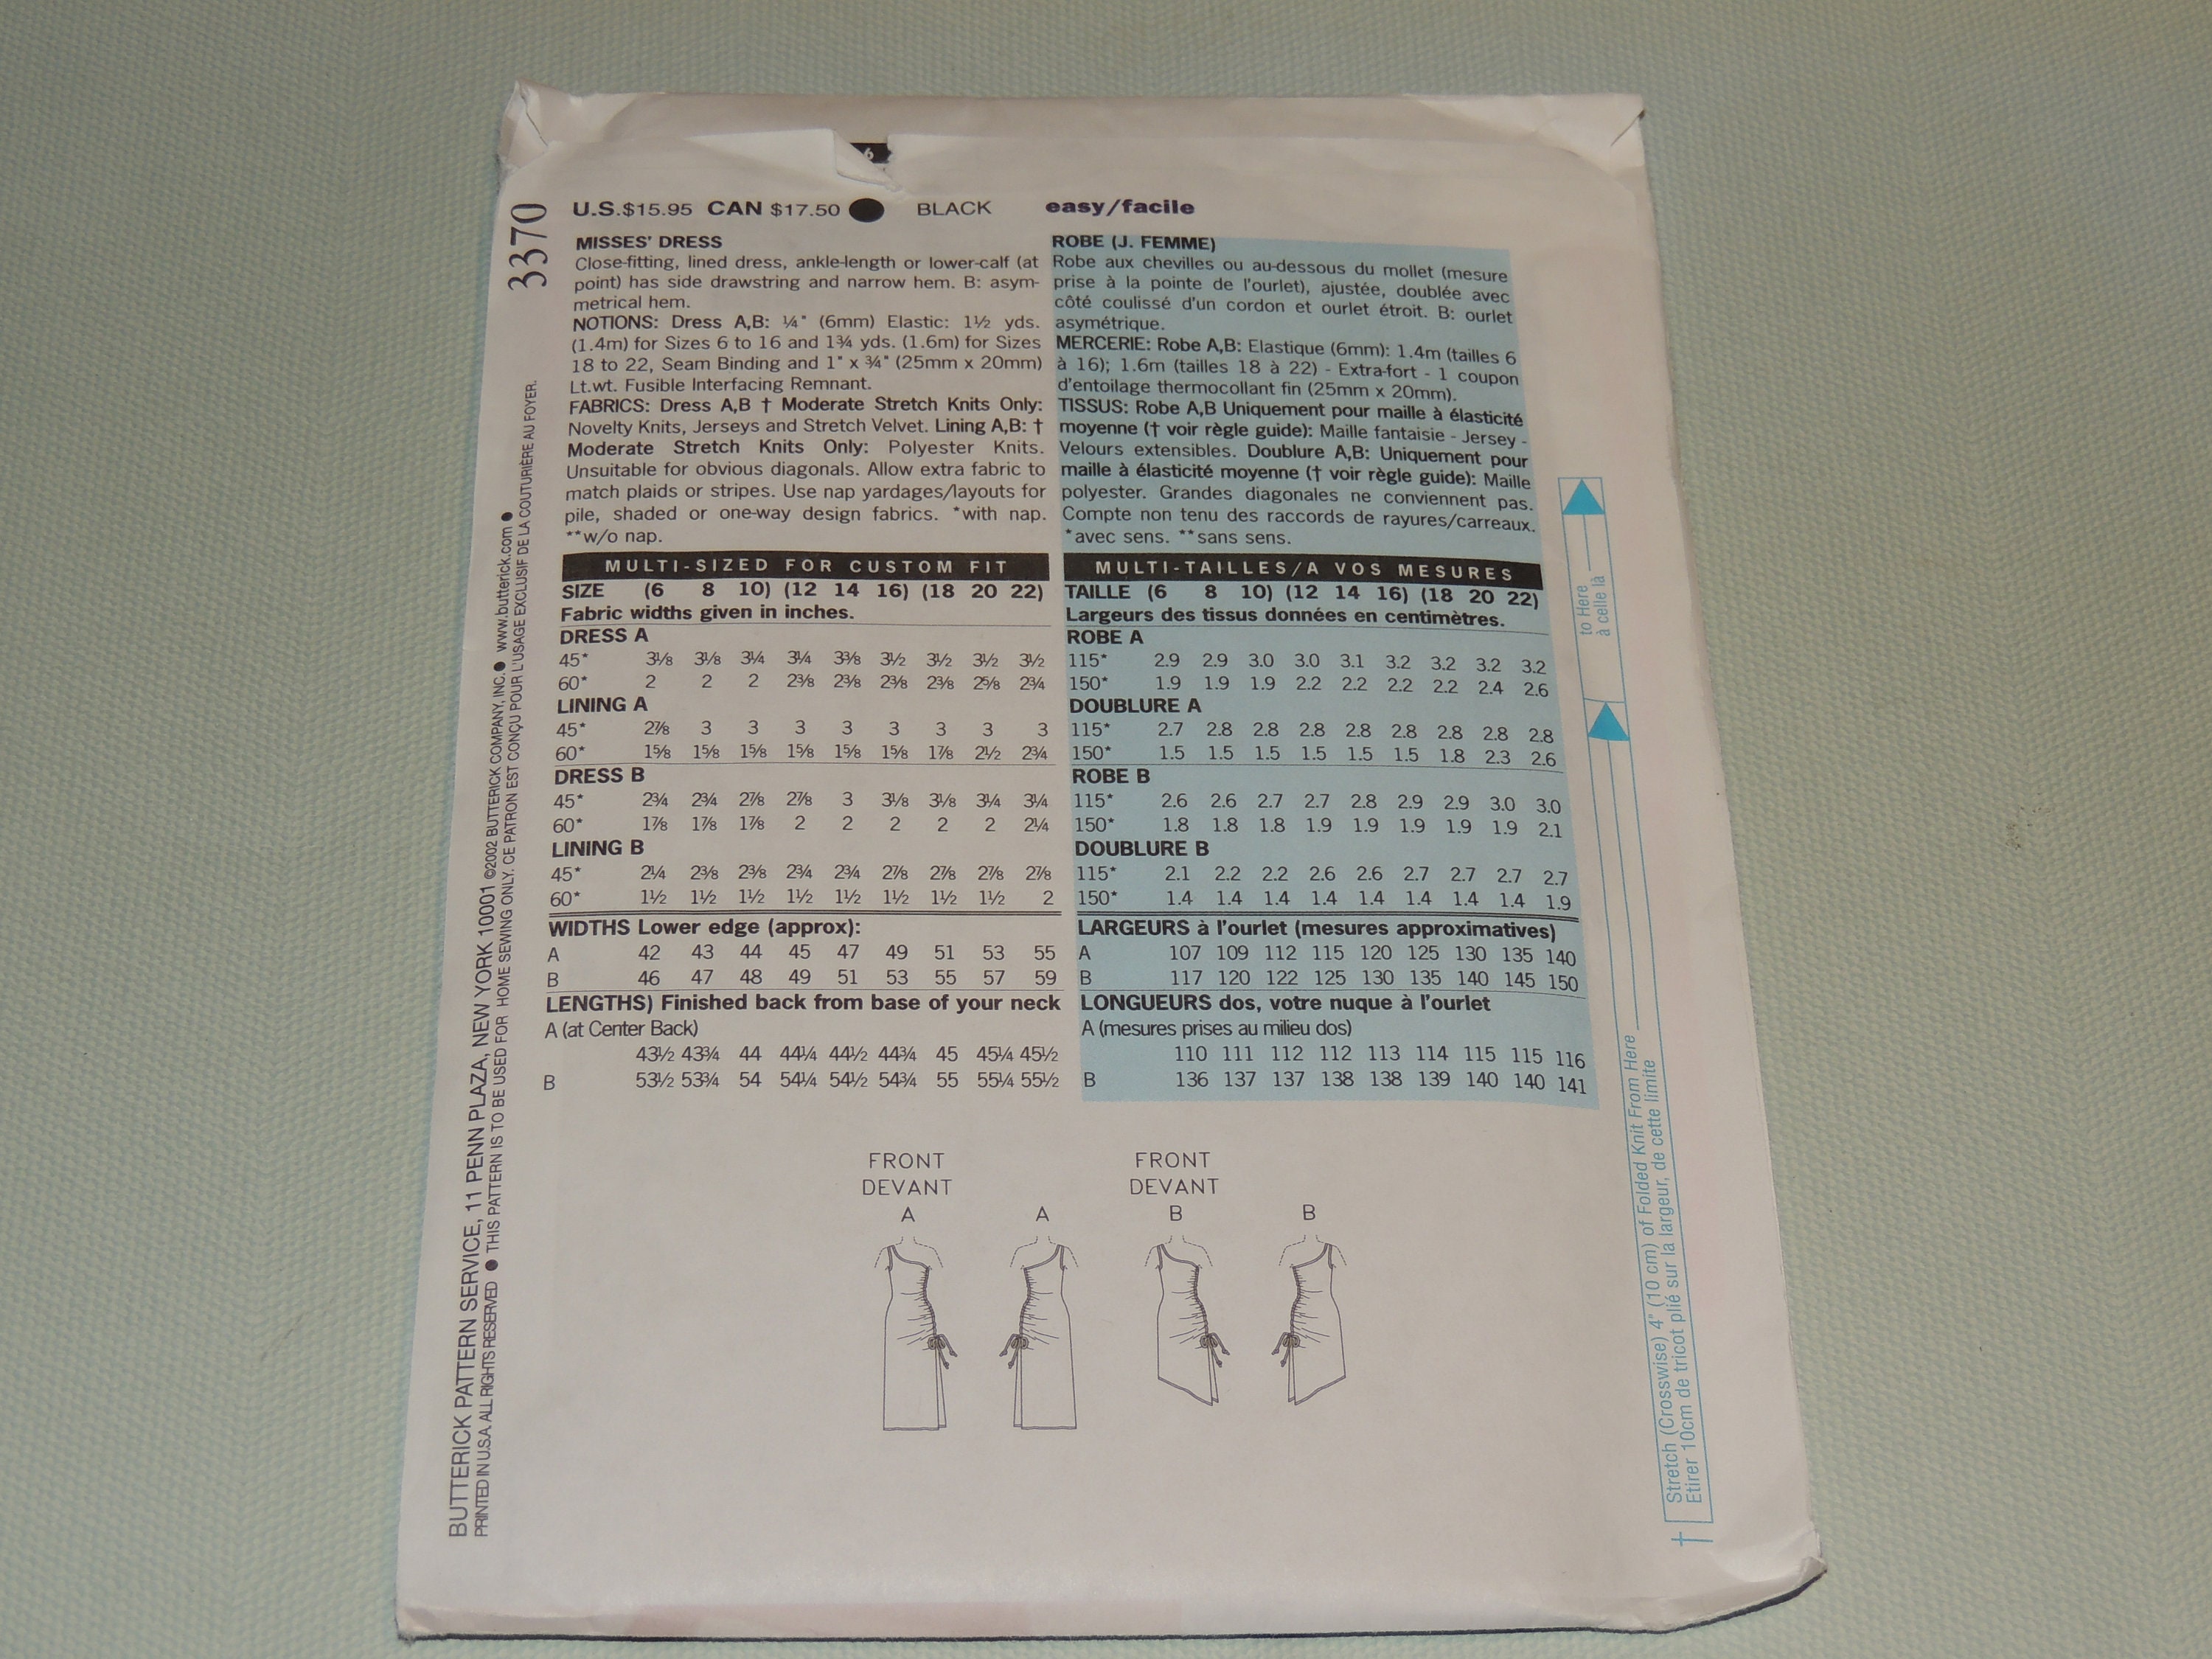 6
U.S.$15.95 CAN $17.50 BLACK easy/facile
3370
MISSES' DRESS
Close-fitting, lined dress, ankle-length or lower-calf (at
point) has side drawstring and narrow hem. B: asym-
metrical hem.
NOTIONS: Dress A,B: ¼" (6mm) Elastic: 1½ yds.
(1.4m) for Sizes 6 to 16 and 1¾ yds. (1.6m) for Sizes
18 to 22, Seam Binding and 1" x ¾" (25mm x 20mm)
Lt.wt. Fusible Interfacing Remnant.
FABRICS: Dress A,B † Moderate Stretch Knits Only:
Novelty Knits, Jerseys and Stretch Velvet. Lining A,B: †
Moderate Stretch Knits Only: Polyester Knits.
Unsuitable for obvious diagonals. Allow extra fabric to
match plaids or stripes. Use nap yardages/layouts for
pile, shaded or one-way design fabrics. *with nap.
**w/o nap.
MULTI-SIZED FOR CUSTOM FIT
SIZE (6 8 10) (12 14 16) (18 20 22)
Fabric widths given in inches.
DRESS A
45* 3⅛ 3⅛ 3¼ 3¼ 3⅜ 3½ 3½ 3½ 3½
60* 2 2 2 2⅜ 2⅜ 2⅜ 2⅜ 2⅝ 2¾
LINING A
45* 2⅞ 3 3 3 3 3 3 3 3
60* 1⅝ 1⅝ 1⅝ 1⅝ 1⅝ 1⅝ 1⅞ 2½ 2¾
DRESS B
45* 2¾ 2¾ 2⅞ 2⅞ 3 3⅛ 3⅛ 3¼ 3¼
60* 1⅞ 1⅞ 1⅞ 2 2 2 2 2 2¼
LINING B
45* 2¼ 2⅜ 2⅜ 2¾ 2¾ 2⅞ 2⅞ 2⅞ 2⅞
60* 1½ 1½ 1½ 1½ 1½ 1½ 1½ 1½ 2
WIDTHS Lower edge (approx):
A 42 43 44 45 47 49 51 53 55
B 46 47 48 49 51 53 55 57 59
LENGTHS) Finished back from base of your neck
A (at Center Back)
43½ 43¾ 44 44¼ 44½ 44¾ 45 45¼ 45½
B 53½ 53¾ 54 54¼ 54½ 54¾ 55 55¼ 55½
ROBE (J. FEMME)
Robe aux chevilles ou au-dessous du mollet (mesure
prise à la pointe de l'ourlet), ajustée, doublée avec
côté coulissé d'un cordon et ourlet étroit. B: ourlet
asymétrique.
MERCERIE: Robe A,B: Elastique (6mm): 1.4m (tailles 6
à 16); 1.6m (tailles 18 à 22) - Extra-fort - 1 coupon
d'entoilage thermocollant fin (25mm x 20mm).
TISSUS: Robe A,B Uniquement pour maille à élasticité
moyenne († voir règle guide): Maille fantaisie - Jersey -
Velours extensibles. Doublure A,B: Uniquement pour
maille à élasticité moyenne († voir règle guide): Maille
polyester. Grandes diagonales ne conviennent pas.
Compte non tenu des raccords de rayures/carreaux.
*avec sens. **sans sens.
MULTI-TAILLES/A VOS MESURES
TAILLE (6 8 10) (12 14 16) (18 20 22)
Largeurs des tissus données en centimètres.
ROBE A
115* 2.9 2.9 3.0 3.0 3.1 3.2 3.2 3.2 3.2
150* 1.9 1.9 1.9 2.2 2.2 2.2 2.2 2.4 2.6
DOUBLURE A
115* 2.7 2.8 2.8 2.8 2.8 2.8 2.8 2.8 2.8
150* 1.5 1.5 1.5 1.5 1.5 1.5 1.8 2.3 2.6
ROBE B
115* 2.6 2.6 2.7 2.7 2.8 2.9 2.9 3.0 3.0
150* 1.8 1.8 1.8 1.9 1.9 1.9 1.9 1.9 2.1
DOUBLURE B
115* 2.1 2.2 2.2 2.6 2.6 2.7 2.7 2.7 2.7
150* 1.4 1.4 1.4 1.4 1.4 1.4 1.4 1.4 1.9
LARGEURS à l'ourlet (mesures approximatives)
A 107 109 112 115 120 125 130 135 140
B 117 120 122 125 130 135 140 145 150
LONGUEURS dos, votre nuque à l'ourlet
A (mesures prises au milieu dos)
110 111 112 112 113 114 115 115 116
B 136 137 137 138 138 139 140 140 141
FRONT
DEVANT
A
A
FRONT
DEVANT
B
B
BUTTERICK PATTERN SERVICE, 11 PENN PLAZA, NEW YORK 10001 ©2002 BUTTERICK COMPANY, INC. ● www.butterick.com ●
PRINTED IN U.S.A. ALL RIGHTS RESERVED ● THIS PATTERN IS TO BE USED FOR HOME SEWING ONLY. CE PATRON EST CONÇU POUR L'USAGE EXCLUSIF DE LA COUTURIÈRE AU FOYER.
† Stretch (Crosswise) 4" (10 cm) of Folded Knit From Here
Etirer 10cm de tricot plié sur la largeur, de cette limite
to Here
à celle là